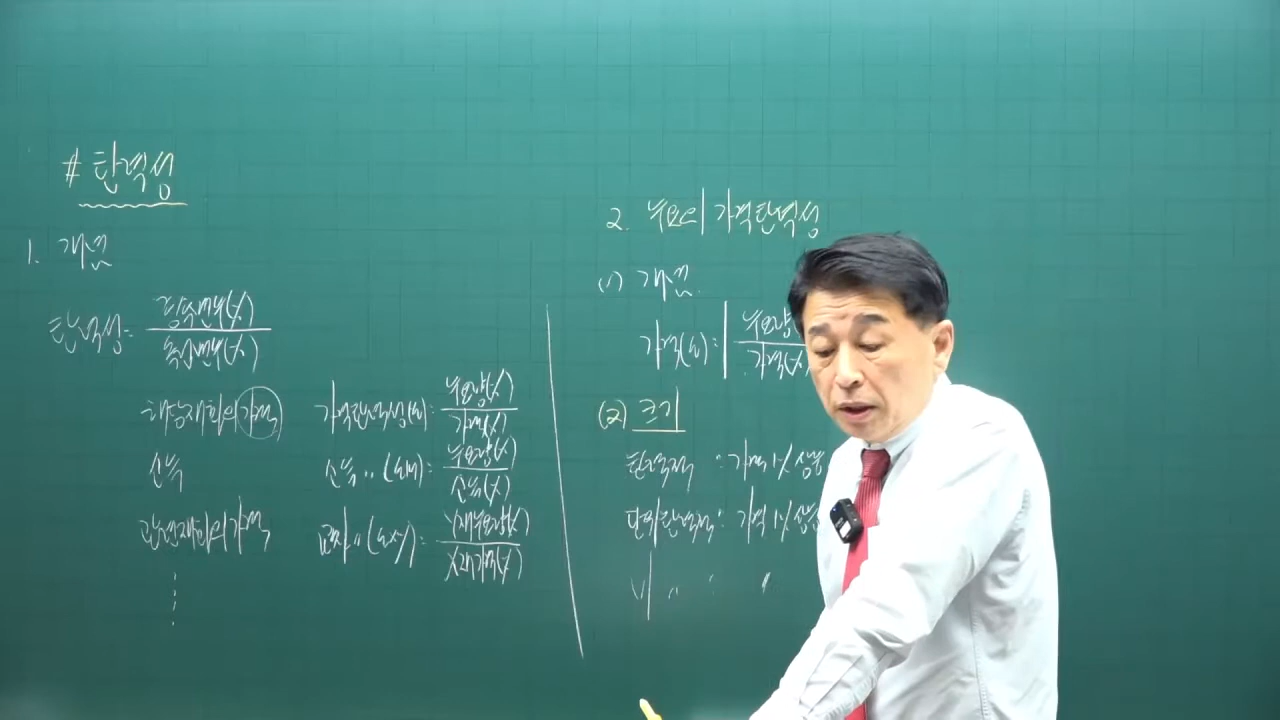 # 탄력성
1. 개념
탄력성 = 종속변수(%) / 독립변수(%)
해당재화의 가격
가격탄력성(εd): 수요량(%) / 가격(%)
소득
소득 〃 (εdI): 수요량(%) / 소득(%)
관련재화의 가격
교차 〃 (εdxy): Y재수요량(%) / X재가격(%)
2. 수요의 가격탄력성
(1) 개념
가격(εd): | 수요량 / 가격(%)
(2) 크기
탄력적 : 가격 1% 상승
단위탄력적 : 가격 1% 상승
비 〃 : 〃